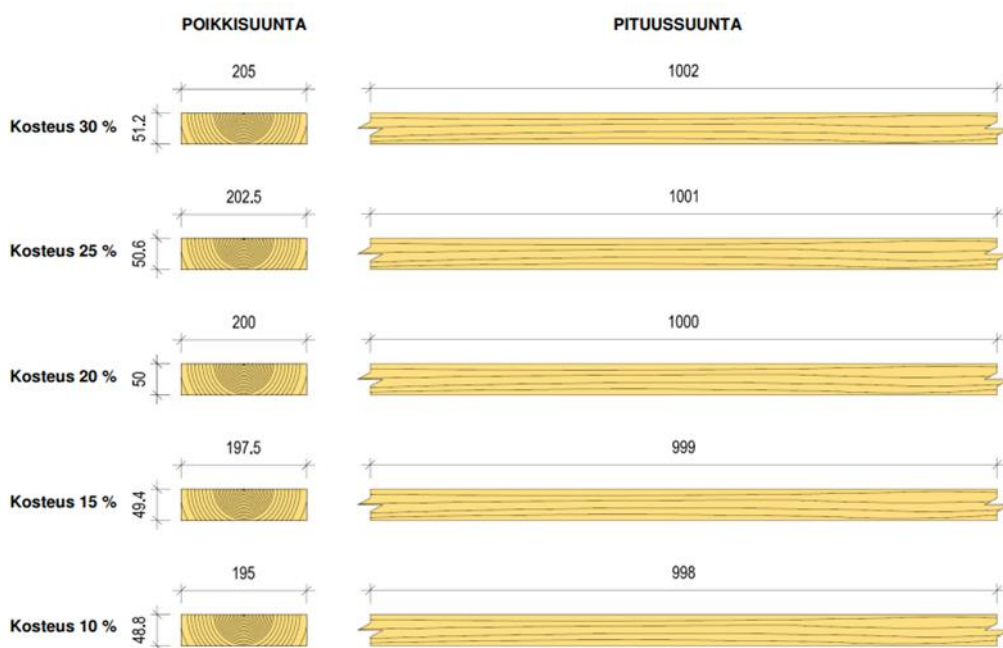 POIKKISUUNTA PITUUSSUUNTA
205 1002
Kosteus 30 % 51.2
202.5 1001
Kosteus 25 % 50.6
200 1000
Kosteus 20 % 50
197.5 999
Kosteus 15 % 49.4
195 998
Kosteus 10 % 48.8